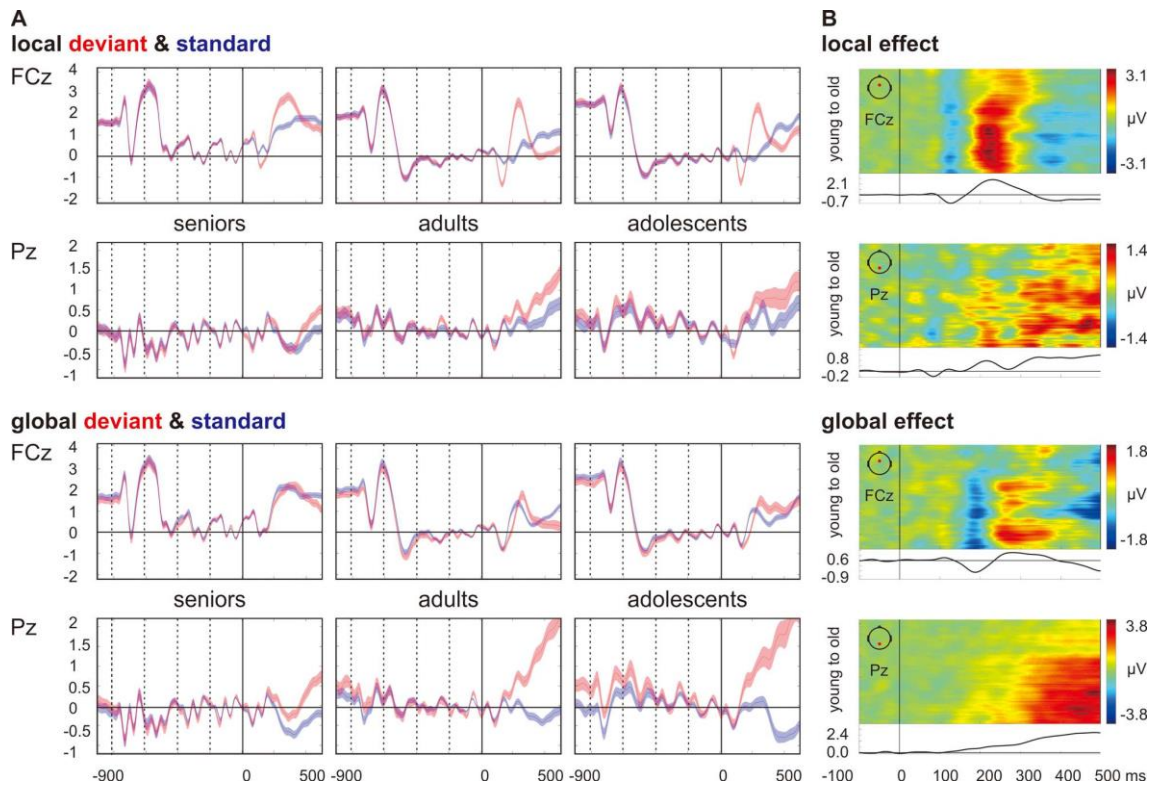 A
local deviant & standard
FCz
4
3
2
1
0
-1
-2
seniors
adults
adolescents
Pz
2
1.5
1
0.5
0
-0.5
-1
global deviant & standard
FCz
4
3
2
1
0
-1
-2
seniors
adults
adolescents
Pz
2
1.5
1
0.5
0
-0.5
-1
-900 0 500 -900 0 500 -900 0 500
B
local effect
young to old
FCz
3.1
µV
-3.1
2.1
-0.7
young to old
Pz
1.4
µV
-1.4
0.8
-0.2
global effect
young to old
FCz
1.8
µV
-1.8
0.6
-0.9
young to old
Pz
3.8
µV
-3.8
2.4
0.0
-100 0 100 200 300 400 500 ms